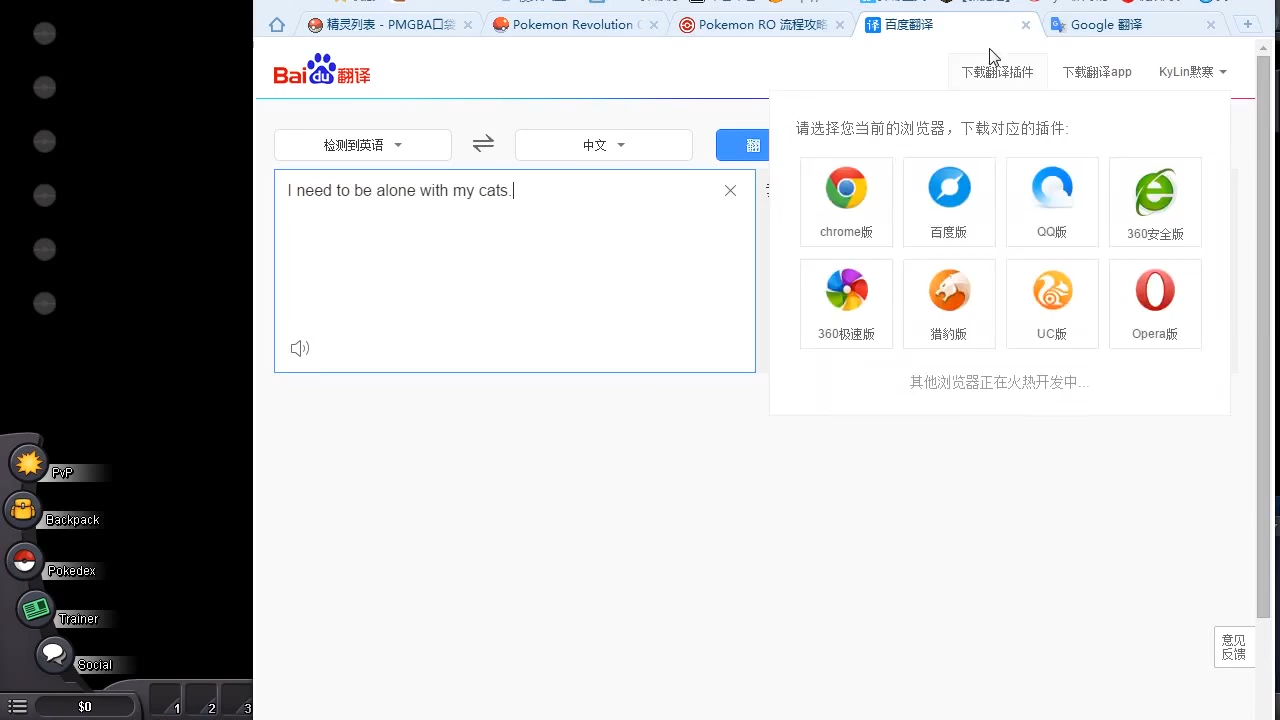 精灵列表 - PMGBA口袋
Pokemon Revolution
Pokemon RO 流程攻略
百度翻译
Google 翻译
Baidu翻译
下载翻译插件
下载翻译app
KyLin默寒
请选择您当前的浏览器，下载对应的插件:
检测到英语
中文
翻
I need to be alone with my cats.
chrome版
百度版
QQ版
360安全版
360极速版
猎豹版
UC版
Opera版
其他浏览器正在火热开发中...
PvP
Backpack
Pokedex
Trainer
Social
意见
反馈
$0
1
2
3